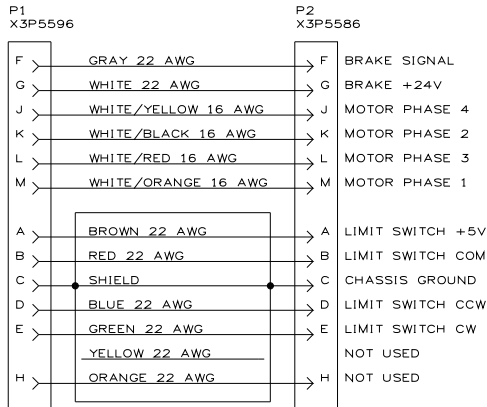 P1 P2
X3P5596 X3P5586
F GRAY 22 AWG F BRAKE SIGNAL
G WHITE 22 AWG G BRAKE +24V
J WHITE/YELLOW 16 AWG J MOTOR PHASE 4
K WHITE/BLACK 16 AWG K MOTOR PHASE 2
L WHITE/RED 16 AWG L MOTOR PHASE 3
M WHITE/ORANGE 16 AWG M MOTOR PHASE 1
A BROWN 22 AWG A LIMIT SWITCH +5V
B RED 22 AWG B LIMIT SWITCH COM
C SHIELD C CHASSIS GROUND
D BLUE 22 AWG D LIMIT SWITCH CCW
E GREEN 22 AWG E LIMIT SWITCH CW
YELLOW 22 AWG NOT USED
H ORANGE 22 AWG H NOT USED